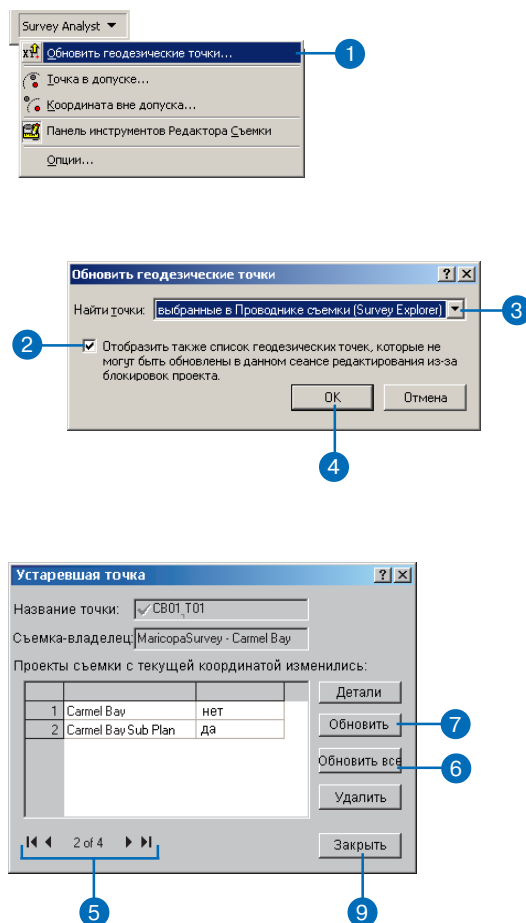 Survey Analyst
Обновить геодезические точки...
1
Точка в допуске...
Координата вне допуска...
Панель инструментов Редактора Съемки
Опции...
Обновить геодезические точки
Найти точки: выбранные в Проводнике съемки (Survey Explorer)
3
2
Отобразить также список геодезических точек, которые не
могут быть обновлены в данном сеансе редактирования из-за
блокировок проекта.
OK
Отмена
4
Устаревшая точка
Название точки: CB01_T01
Съемка-владелец: MaricopaSurvey - Carmel Bay
Проекты съемки с текущей координатой изменились:
Детали
1 Carmel Bay нет
Обновить
7
2 Carmel Bay Sub Plan да
Обновить все
6
Удалить
2 of 4
Закрыть
5
9